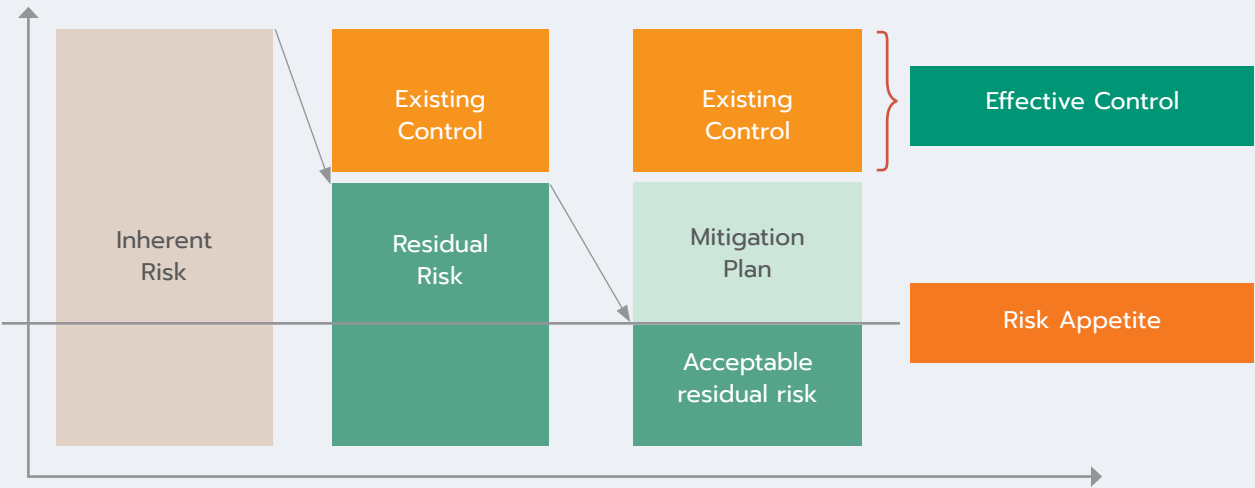 Inherent
Risk
Existing
Control
Residual
Risk
Existing
Control
Mitigation
Plan
Acceptable
residual risk
Effective Control
Risk Appetite